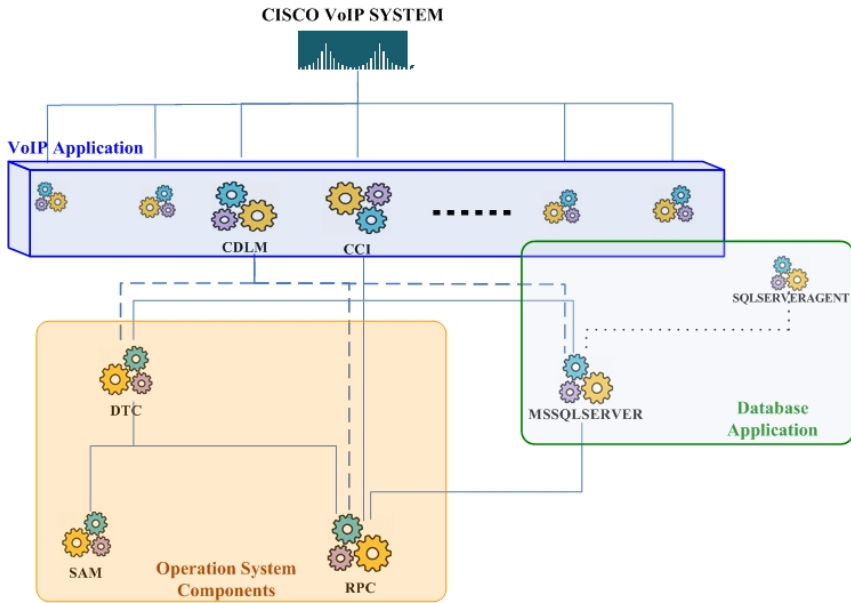 CISCO VoIP SYSTEM
VoIP Application
CDLM
CCI
SQLSERVERAGENT
DTC
MSSQLSERVER
Database
Application
SAM
Operation System
Components
RPC